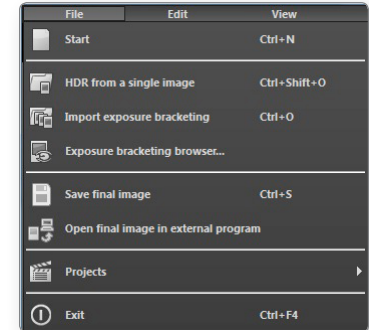 File Edit View
Start Ctrl+N
HDR from a single image Ctrl+Shift+O
Import exposure bracketing Ctrl+O
Exposure bracketing browser...
Save final image Ctrl+S
Open final image in external program
Projects
Exit Ctrl+F4